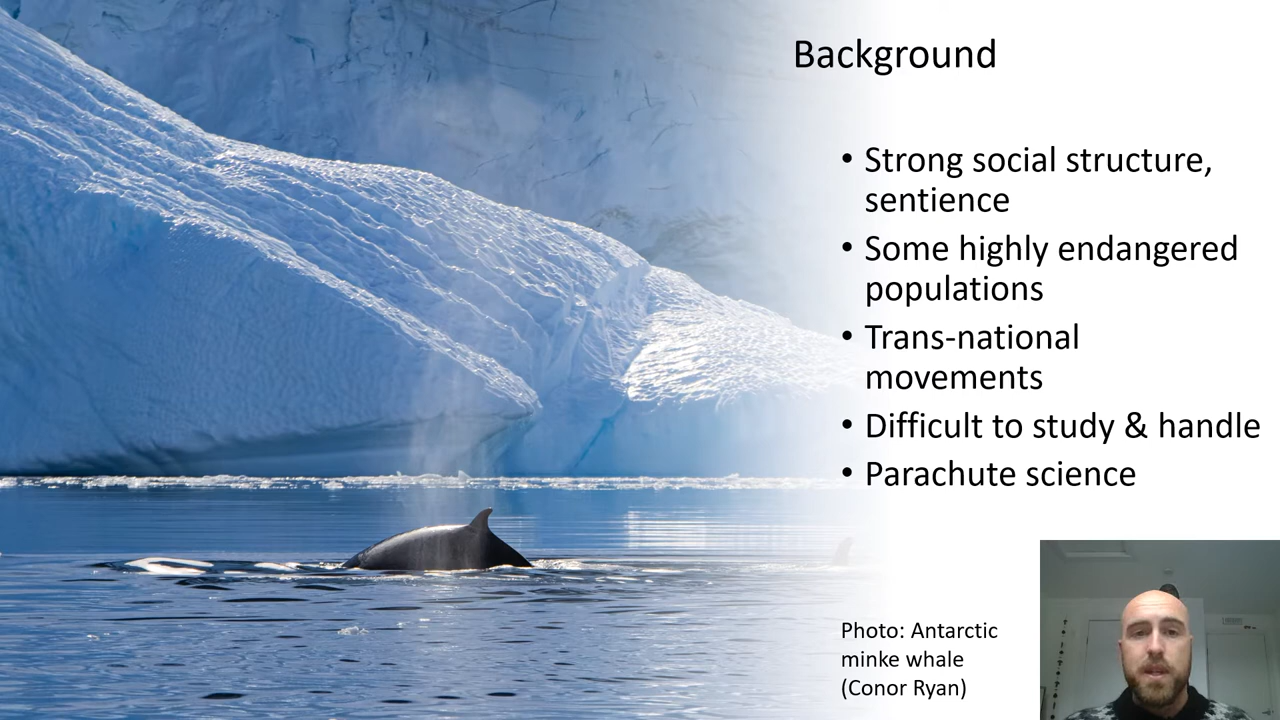 Background
• Strong social structure,
sentience
• Some highly endangered
populations
• Trans-national
movements
• Difficult to study & handle
• Parachute science
Photo: Antarctic
minke whale
(Conor Ryan)